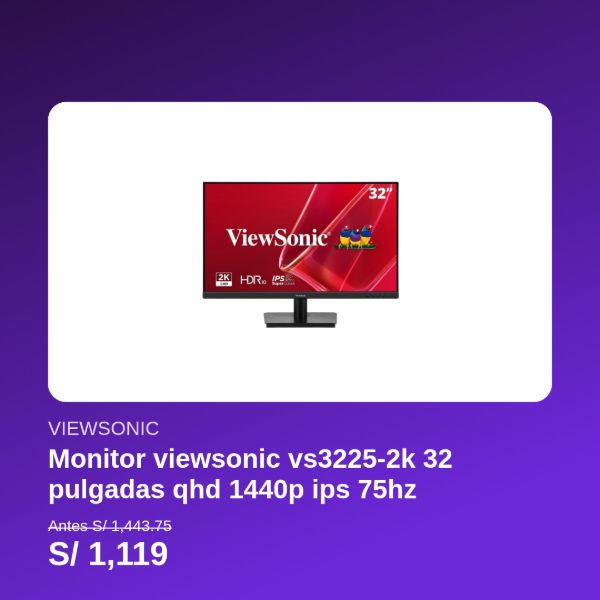 32"
ViewSonic
2K
HDR10
IPS
VIEWSONIC
Monitor viewsonic vs3225-2k 32
pulgadas qhd 1440p ips 75hz
Antes S/ 1,443.75
S/ 1,119